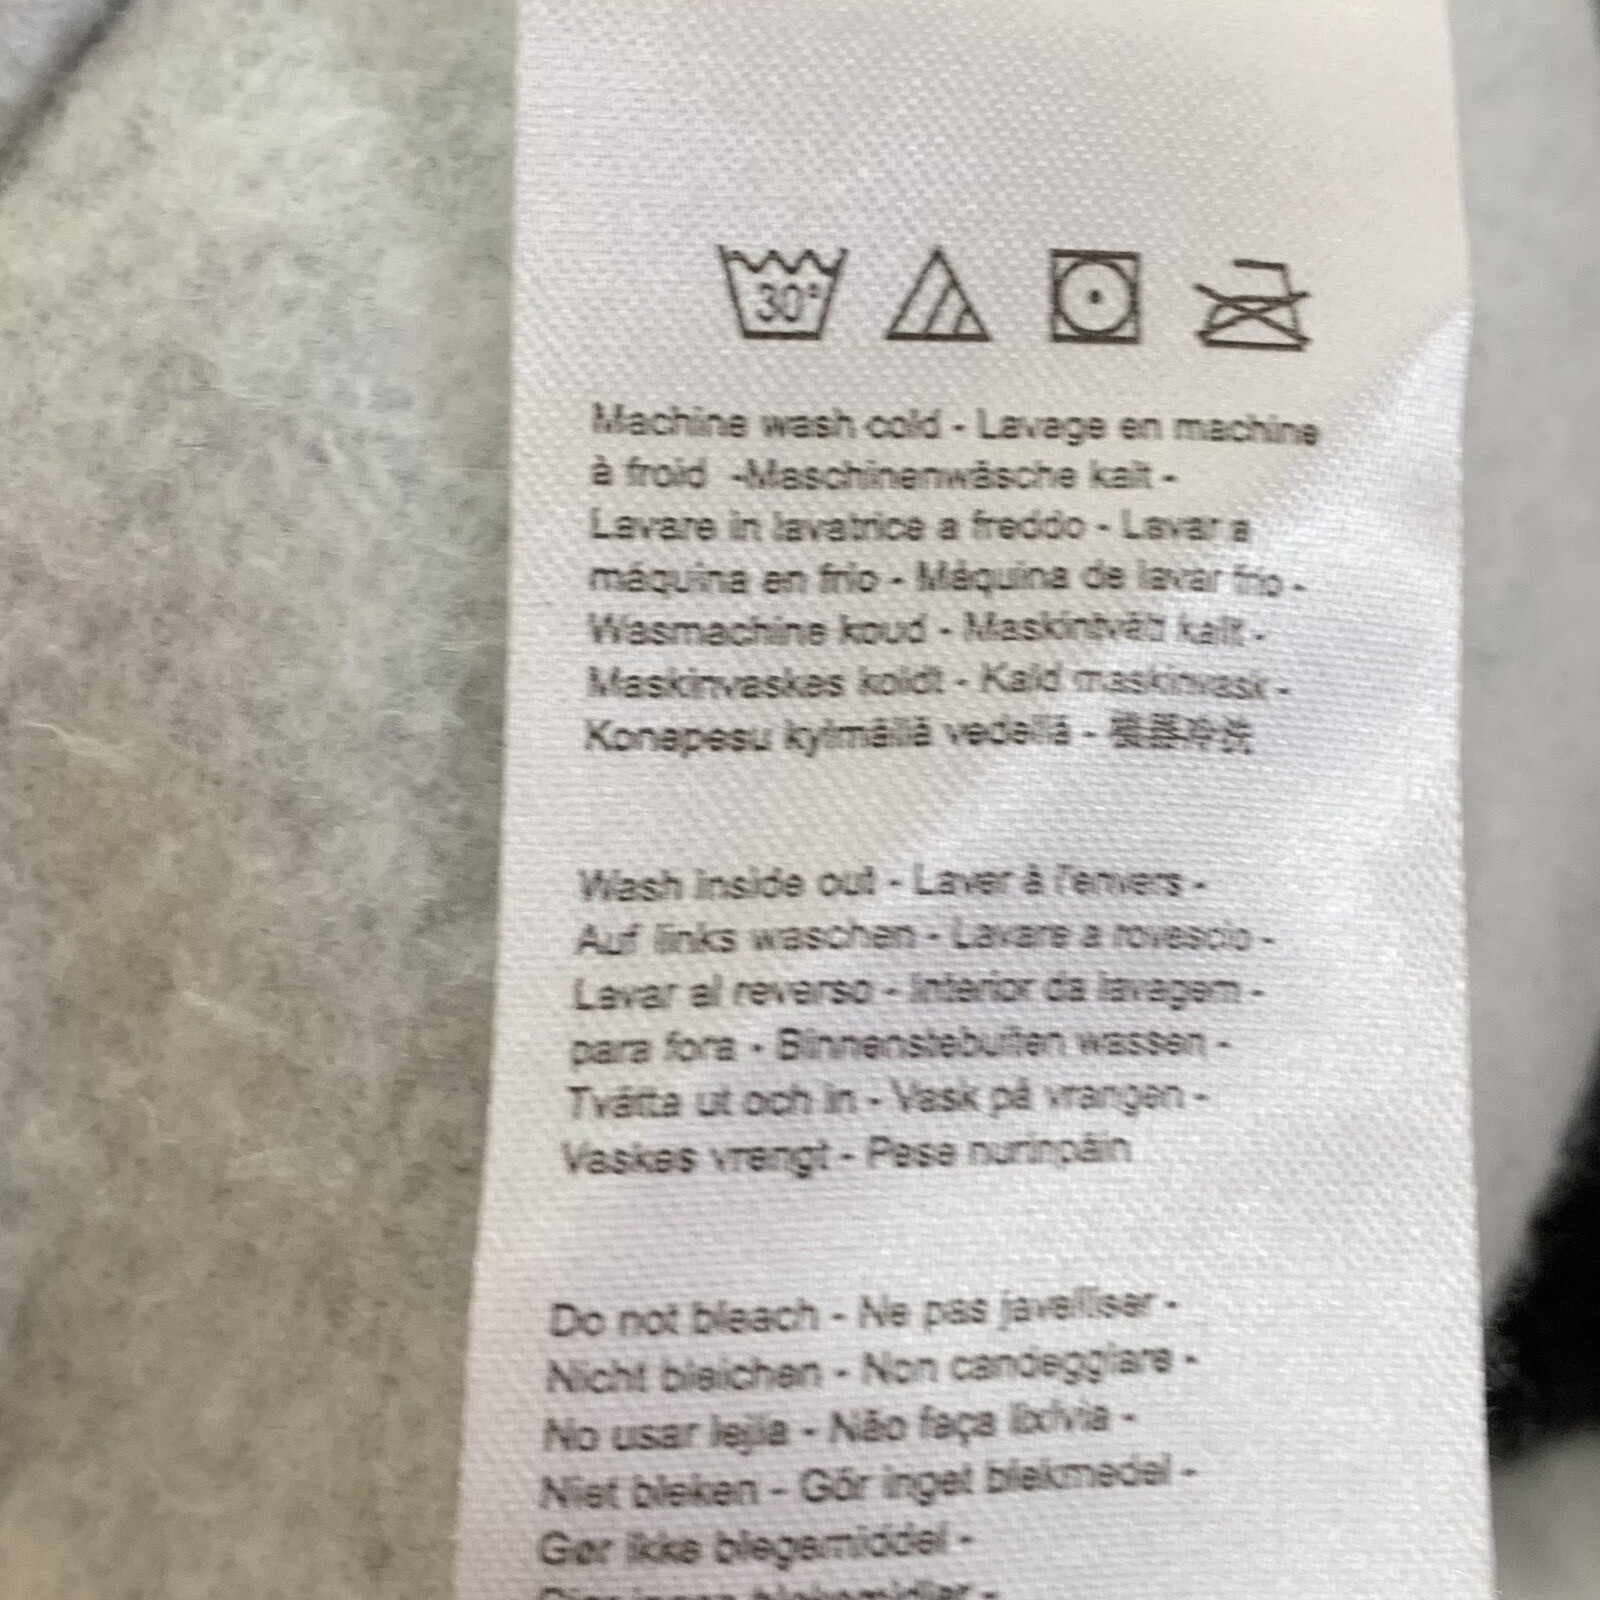 30°
Machine wash cold - Lavage en machine
à froid -Maschinenwäsche kalt -
Lavare in lavatrice a freddo - Lavar a
máquina en frio - Máquina de lavar frio -
Wasmachine koud - Maskintvätt kallt -
Maskinvaskes koldt - Kald maskinvask -
Konepesu kylmällä vedellä - 機器冷洗
Wash inside out - Laver à l'envers -
Auf links waschen - Lavare a rovescio -
Lavar al reverso - Interior da lavagem -
para fora - Binnenstebuiten wassen -
Tvätta ut och in - Vask på vrangen -
Vaskes vrengt - Pese nurinpäin
Do not bleach - Ne pas javelliser -
Nicht bleichen - Non candeggiare -
No usar lejía - Não faça lixívia -
Niet bleken - Gör inget blekmedel -
Gør ikke blegemiddel -